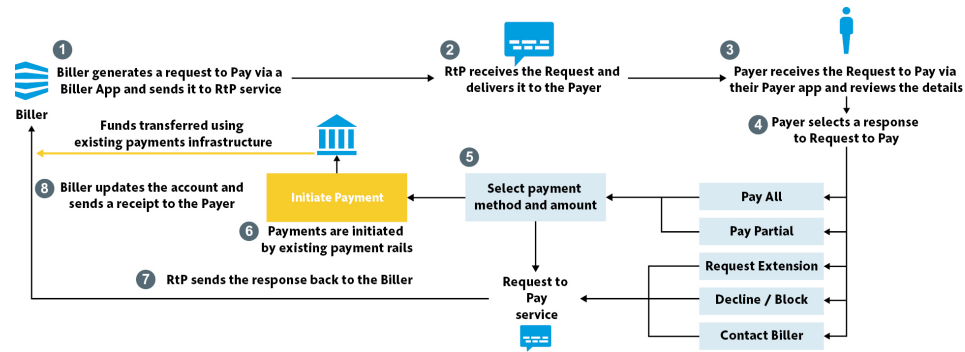 1
Biller generates a request to Pay via a
Biller App and sends it to RtP service
Biller
2
RtP receives the Request and
delivers it to the Payer
3
Payer receives the Request to Pay via
their Payer app and reviews the details
4
Payer selects a response
to Request to Pay
Pay All
Pay Partial
Request Extension
Decline / Block
Contact Biller
5
Select payment
method and amount
Initiate Payment
6
Payments are initiated
by existing payment rails
Funds transferred using
existing payments infrastructure
Request to
Pay
service
7
RtP sends the response back to the Biller
8
Biller updates the account and
sends a receipt to the Payer